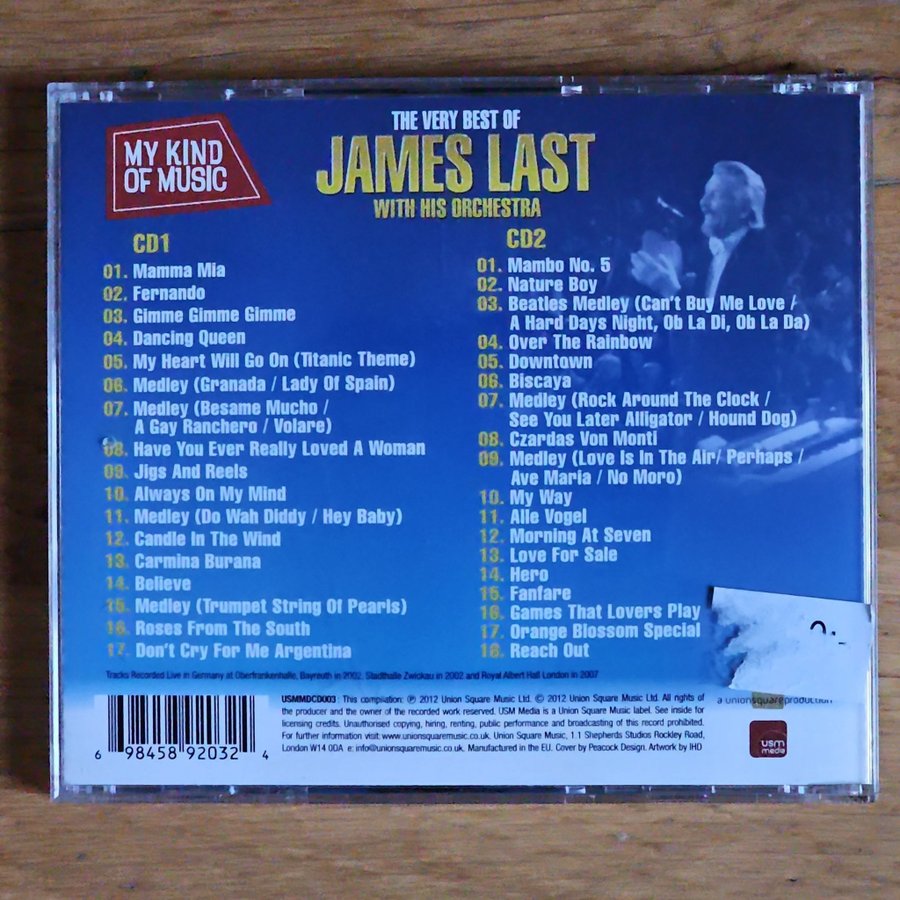 MY KIND
OF MUSIC
THE VERY BEST OF
JAMES LAST
WITH HIS ORCHESTRA
CD1
01. Mamma Mia
02. Fernando
03. Gimme Gimme Gimme
04. Dancing Queen
05. My Heart Will Go On (Titanic Theme)
06. Medley (Granada / Lady Of Spain)
07. Medley (Besame Mucho /
A Gay Ranchero / Volare)
08. Have You Ever Really Loved A Woman
09. Jigs And Reels
10. Always On My Mind
11. Medley (Do Wah Diddy / Hey Baby)
12. Candle In The Wind
13. Carmina Burana
14. Believe
15. Medley (Trumpet String Of Pearls)
16. Roses From The South
17. Don't Cry For Me Argentina
CD2
01. Mambo No. 5
02. Nature Boy
03. Beatles Medley (Can't Buy Me Love /
A Hard Days Night, Ob La Di, Ob La Da)
04. Over The Rainbow
05. Downtown
06. Biscaya
07. Medley (Rock Around The Clock /
See You Later Alligator / Hound Dog)
08. Czardas Von Monti
09. Medley (Love Is In The Air/ Perhaps /
Ave Maria / No Moro)
10. My Way
11. Alle Vogel
12. Morning At Seven
13. Love For Sale
14. Hero
15. Fanfare
16. Games That Lovers Play
17. Orange Blossom Special
18. Reach Out
Tracks Recorded Live in Germany at Oberfrankenhalle, Bayreuth in 2002, Stadthalle Zwickau in 2002 and Royal Albert Hall London in 2007
6 98458 92032 4
USMMDCD003: This compilation: ℗ 2012 Union Square Music Ltd. © 2012 Union Square Music Ltd. All rights of
the producer and the owner of the recorded work reserved. USM Media is a Union Square Music label. See inside for
licensing credits. Unauthorised copying, hiring, renting, public performance and broadcasting of this record prohibited.
For further information visit: www.unionsquaremusic.co.uk. Union Square Music, 1.1 Shepherds Studios Rockley Road,
London W14 0DA e: info@unionsquaremusic.co.uk, Manufactured in the EU. Cover by Peacock Design. Artwork by JHD
a unionsquareproduction
usm
media